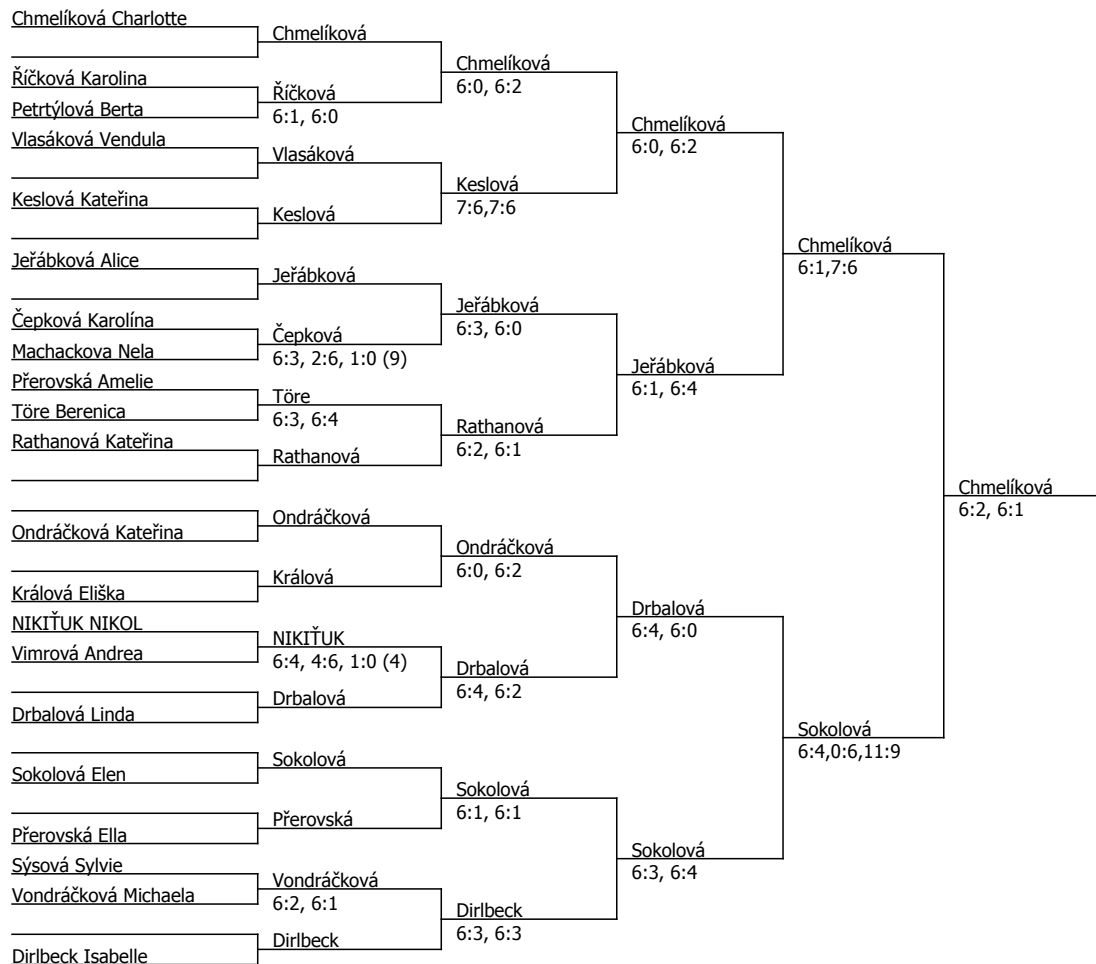 Chmelíková Charlotte
Říčková Karolina
Petrtýlová Berta
Vlasáková Vendula
Keslová Kateřina
Jeřábková Alice
Čepková Karolína
Machackova Nela
Přerovská Amelie
Töre Berenica
Rathanová Kateřina
Ondráčková Kateřina
Králová Eliška
NIKIŤUK NIKOL
Vimrová Andrea
Drbalová Linda
Sokolová Elen
Přerovská Ella
Sýsová Sylvie
Vondráčková Michaela
Dirlbeck Isabelle
Chmelíková
Říčková
6:1, 6:0
Vlasáková
Keslová
Jeřábková
Čepková
6:3, 2:6, 1:0 (9)
Töre
6:3, 6:4
Rathanová
Ondráčková
Králová
NIKIŤUK
6:4, 4:6, 1:0 (4)
Drbalová
Sokolová
Přerovská
Vondráčková
6:2, 6:1
Dirlbeck
Chmelíková
6:0, 6:2
Keslová
7:6,7:6
Jeřábková
6:3, 6:0
Rathanová
6:2, 6:1
Ondráčková
6:0, 6:2
Drbalová
6:4, 6:2
Sokolová
6:1, 6:1
Dirlbeck
6:3, 6:3
Chmelíková
6:0, 6:2
Jeřábková
6:1, 6:4
Drbalová
6:4, 6:0
Sokolová
6:3, 6:4
Chmelíková
6:1,7:6
Sokolová
6:4,0:6,11:9
Chmelíková
6:2, 6:1